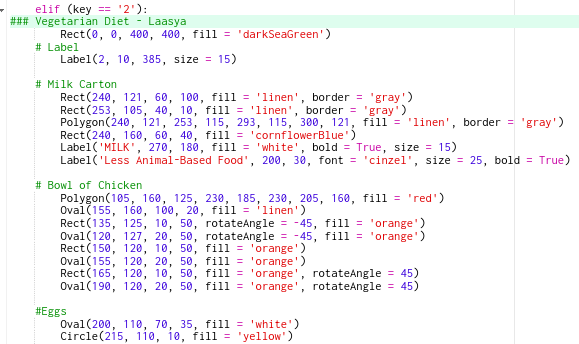 elif (key == '2'):
### Vegetarian Diet - Laasya
Rect(0, 0, 400, 400, fill = 'darkSeaGreen')
# Label
Label(2, 10, 385, size = 15)
# Milk Carton
Rect(240, 121, 60, 100, fill = 'linen', border = 'gray')
Rect(253, 105, 40, 10, fill = 'linen', border = 'gray')
Polygon(240, 121, 253, 115, 293, 115, 300, 121, fill = 'linen', border = 'gray')
Rect(240, 160, 60, 40, fill = 'cornflowerBlue')
Label('MILK', 270, 180, fill = 'white', bold = True, size = 15)
Label('Less Animal-Based Food', 200, 30, font = 'cinzel', size = 25, bold = True)
# Bowl of Chicken
Polygon(105, 160, 125, 230, 185, 230, 205, 160, fill = 'red')
Oval(155, 160, 100, 20, fill = 'linen')
Rect(135, 125, 10, 50, rotateAngle = -45, fill = 'orange')
Oval(120, 127, 20, 50, rotateAngle = -45, fill = 'orange')
Rect(150, 120, 10, 50, fill = 'orange')
Oval(155, 120, 20, 50, fill = 'orange')
Rect(165, 120, 10, 50, fill = 'orange', rotateAngle = 45)
Oval(190, 120, 20, 50, fill = 'orange', rotateAngle = 45)
#Eggs
Oval(200, 110, 70, 35, fill = 'white')
Circle(215, 110, 10, fill = 'yellow')